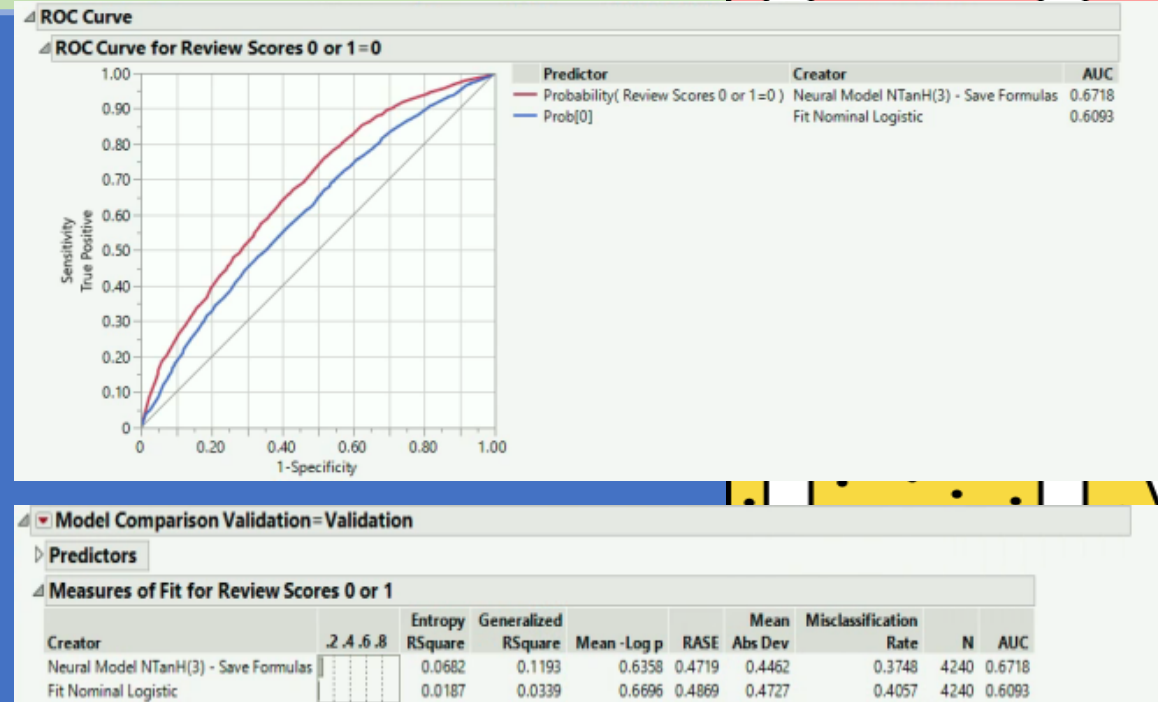 ROC Curve
ROC Curve for Review Scores 0 or 1=0
Predictor Creator AUC
Probability( Review Scores 0 or 1=0 ) Neural Model NTanH(3) - Save Formulas 0.6718
Prob[0] Fit Nominal Logistic 0.6093
1.00
0.90
0.80
0.70
0.60
0.50
0.40
0.30
0.20
0.10
0
Sensitivity
True Positive
0 0.20 0.40 0.60 0.80 1.00
1-Specificity
Model Comparison Validation=Validation
Predictors
Measures of Fit for Review Scores 0 or 1
Entropy Generalized Mean Misclassification
Creator .2 .4 .6 .8 RSquare RSquare Mean -Log p RASE Abs Dev Rate N AUC
Neural Model NTanH(3) - Save Formulas 0.0682 0.1193 0.6358 0.4719 0.4462 0.3748 4240 0.6718
Fit Nominal Logistic 0.0187 0.0339 0.6696 0.4869 0.4727 0.4057 4240 0.6093